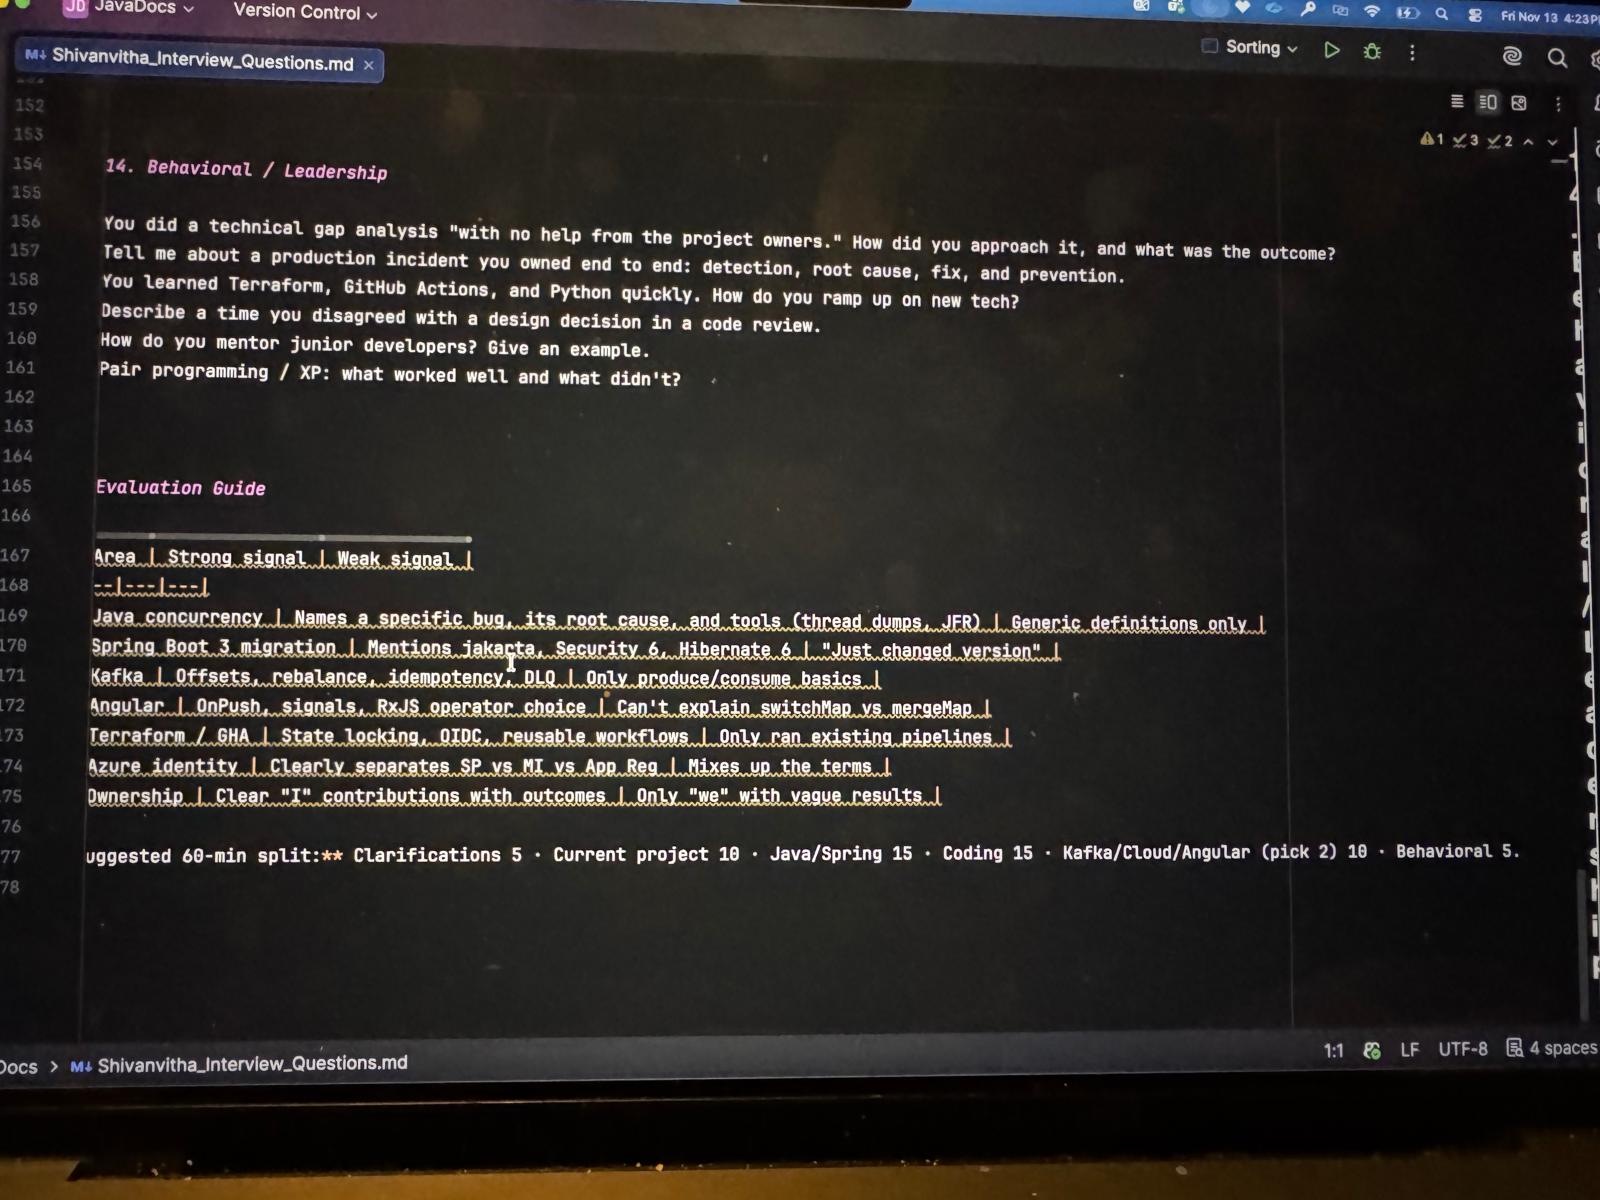 JD JavaDocs Version Control
Fri Nov 13 4:23
M↓ Shivanvitha_Interview_Questions.md ×
Sorting
152
153
1 3 2
154 14. Behavioral / Leadership
155
156 You did a technical gap analysis "with no help from the project owners." How did you approach it, and what was the outcome?
157 Tell me about a production incident you owned end to end: detection, root cause, fix, and prevention.
158 You learned Terraform, GitHub Actions, and Python quickly. How do you ramp up on new tech?
159 Describe a time you disagreed with a design decision in a code review.
160 How do you mentor junior developers? Give an example.
161 Pair programming / XP: what worked well and what didn't?
162
163
164
165 Evaluation Guide
166
167 Area | Strong signal | Weak signal |
168 --|---|---|
169 Java concurrency | Names a specific bug, its root cause, and tools (thread dumps, JFR) | Generic definitions only |
170 Spring Boot 3 migration | Mentions jakarta, Security 6, Hibernate 6 | "Just changed version" |
171 Kafka | Offsets, rebalance, idempotency, DLQ | Only produce/consume basics |
172 Angular | OnPush, signals, RxJS operator choice | Can't explain switchMap vs mergeMap |
73 Terraform / GHA | State locking, OIDC, reusable workflows | Only ran existing pipelines |
74 Azure identity | Clearly separates SP vs MI vs App Reg | Mixes up the terms |
75 Ownership | Clear "I" contributions with outcomes | Only "we" with vague results |
76
77 uggested 60-min split:** Clarifications 5 · Current project 10 · Java/Spring 15 · Coding 15 · Kafka/Cloud/Angular (pick 2) 10 · Behavioral 5.
78
Docs > M↓ Shivanvitha_Interview_Questions.md
1:1 LF UTF-8 4 spaces